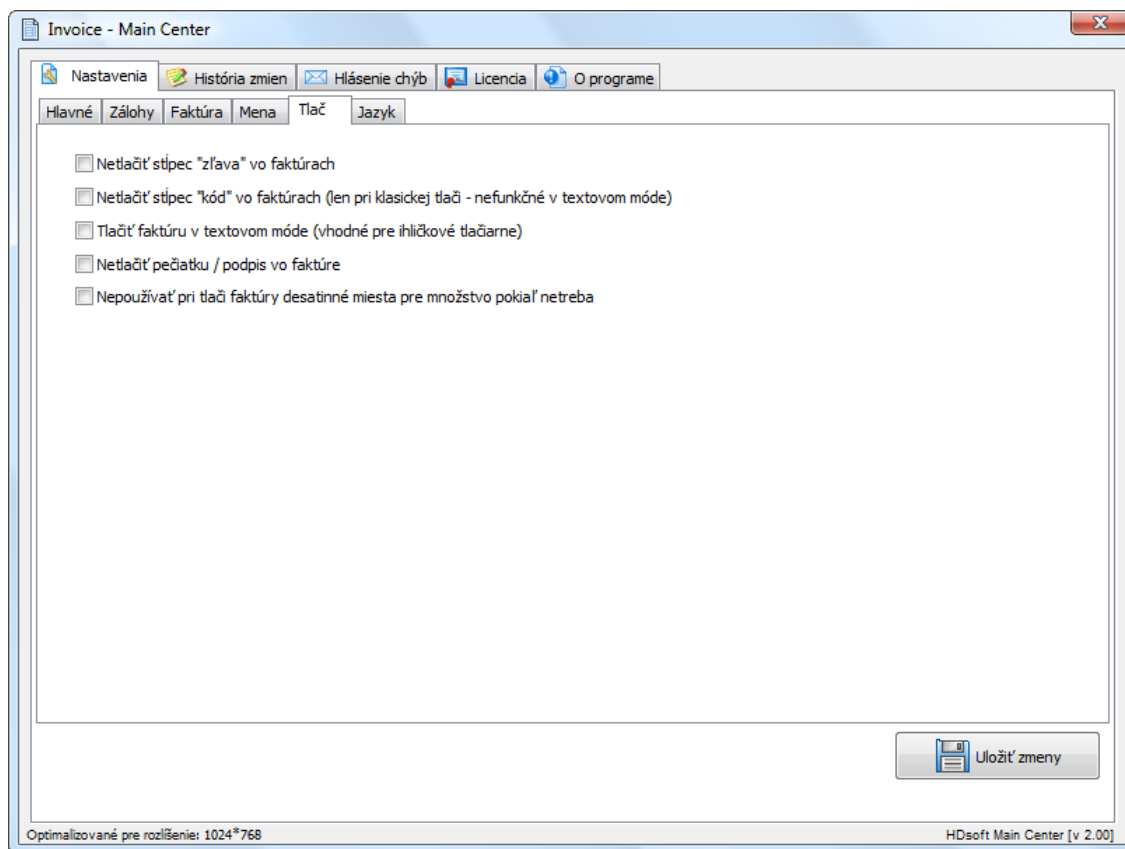 Invoice - Main Center
Nastavenia História zmien Hlásenie chýb Licencia O programe
Hlavné Zálohy Faktúra Mena Tlač Jazyk
Netlačiť stĺpec "zľava" vo faktúrach
Netlačiť stĺpec "kód" vo faktúrach (len pri klasickej tlači - nefunkčné v textovom móde)
Tlačiť faktúru v textovom móde (vhodné pre ihličkové tlačiarne)
Netlačiť pečiatku / podpis vo faktúre
Nepoužívať pri tlači faktúry desatinné miesta pre množstvo pokiaľ netreba
Uložiť zmeny
Optimalizované pre rozlíšenie: 1024*768 HDsoft Main Center [v 2.00]